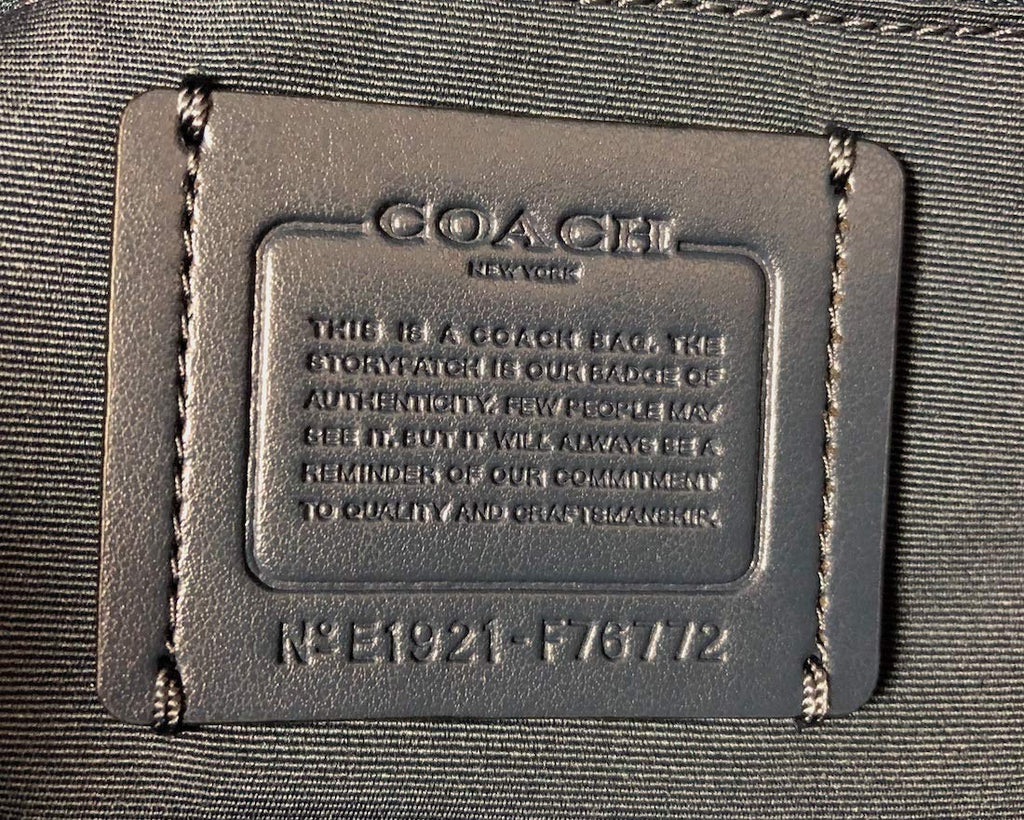 COACH
NEW YORK
THIS IS A COACH BAG. THE
STORYPATCH IS OUR BADGE OF
AUTHENTICITY. FEW PEOPLE MAY
SEE IT. BUT IT WILL ALWAYS BE A
REMINDER OF OUR COMMITMENT
TO QUALITY AND CRAFTSMANSHIP.
Nº E1921-F76772